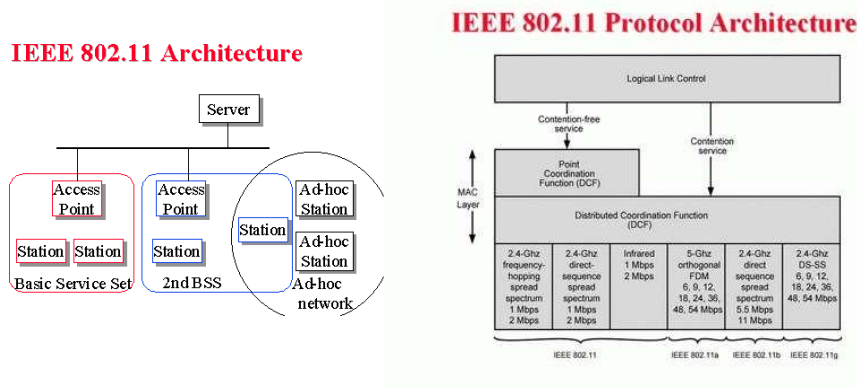 IEEE 802.11 Architecture
Server
Access
Point
Access
Point
Ad-hoc
Station
Station
Station
Station
Station
Ad-hoc
Station
Basic Service Set
2nd BSS
Ad-hoc
network
IEEE 802.11 Protocol Architecture
Logical Link Control
Contention-free
service
Contention
service
MAC
Layer
Point
Coordination
Function (DCF)
Distributed Coordination Function
(DCF)
2.4-Ghz
frequency-
hopping
spread
spectrum
1 Mbps
2 Mbps
2.4-Ghz
direct-
sequence
spread
spectrum
1 Mbps
2 Mbps
Infrared
1 Mbps
2 Mbps
5-Ghz
orthogonal
FDM
6, 9, 12,
18, 24, 36,
48, 54 Mbps
2.4-Ghz
direct
sequence
spread
spectrum
5.5 Mbps
11 Mbps
2.4-Ghz
DS-SS
6, 9, 12,
18, 24, 36,
48, 54 Mbps
IEEE 802.11
IEEE 802.11a
IEEE 802.11b
IEEE 802.11g